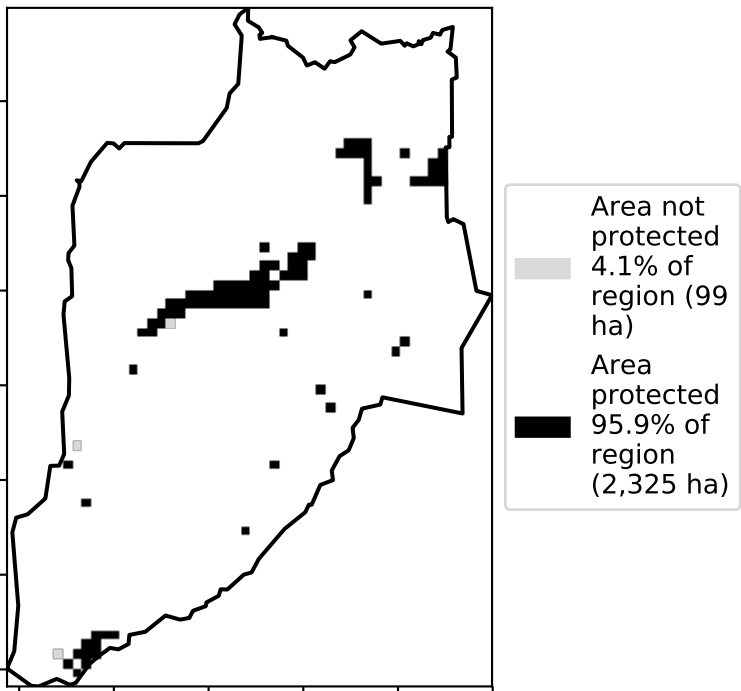 Area not
protected
4.1% of
region (99
ha)
Area
protected
95.9% of
region
(2,325 ha)